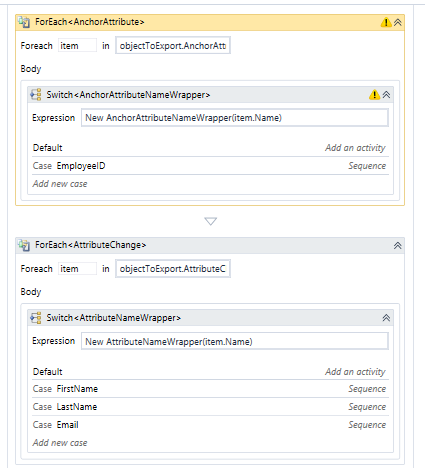 ForEach<AnchorAttribute>
Foreach item in objectToExport.AnchorAtt
Body
Switch<AnchorAttributeNameWrapper>
Expression New AnchorAttributeNameWrapper(item.Name)
Default Add an activity
Case EmployeeID Sequence
Add new case
ForEach<AttributeChange>
Foreach item in objectToExport.AttributeC
Body
Switch<AttributeNameWrapper>
Expression New AttributeNameWrapper(item.Name)
Default Add an activity
Case FirstName Sequence
Case LastName Sequence
Case Email Sequence
Add new case